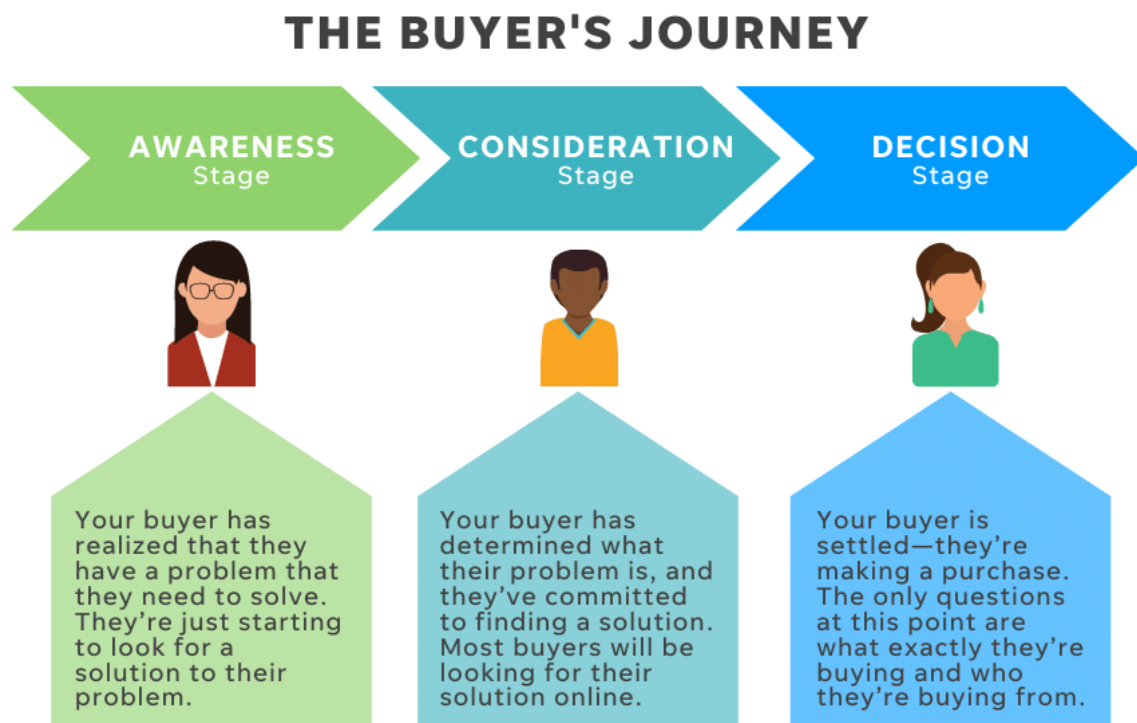 THE BUYER'S JOURNEY
AWARENESS
Stage
CONSIDERATION
Stage
DECISION
Stage
Your buyer has
realized that they
have a problem that
they need to solve.
They’re just starting
to look for a
solution to their
problem.
Your buyer has
determined what
their problem is, and
they’ve committed
to finding a solution.
Most buyers will be
looking for their
solution online.
Your buyer is
settled—they’re
making a purchase.
The only questions
at this point are
what exactly they’re
buying and who
they’re buying from.